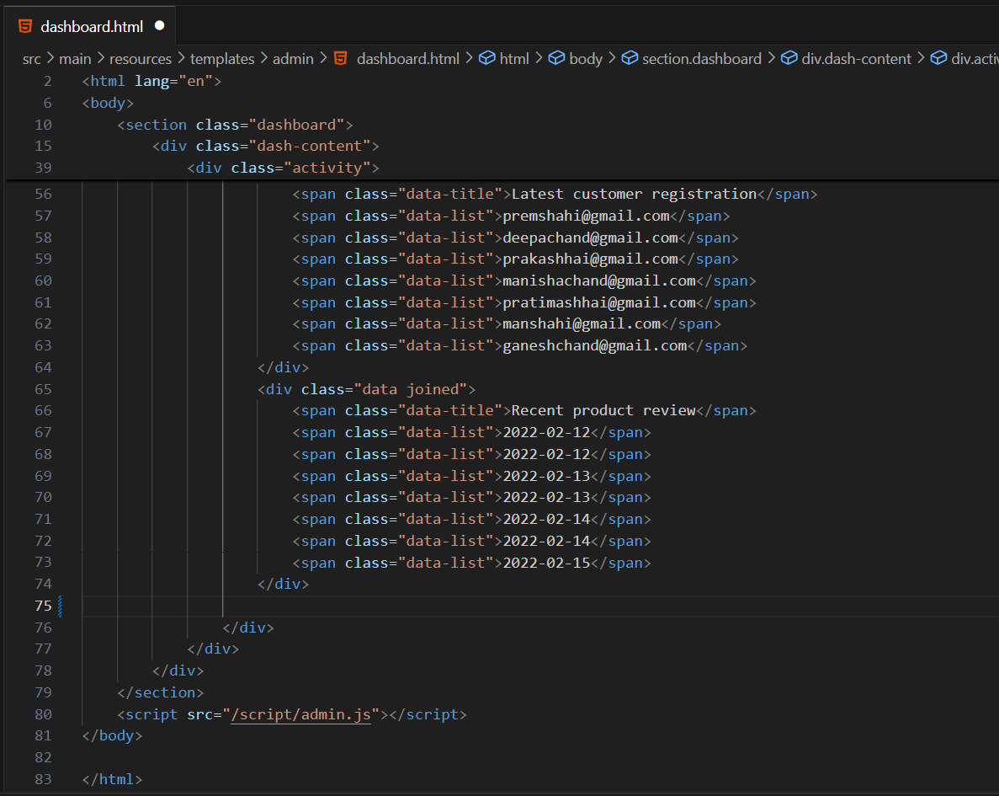 dashboard.html
src > main > resources > templates > admin > dashboard.html > html > body > section.dashboard > div.dash-content > div.activ
2 <html lang="en">
6 <body>
10 <section class="dashboard">
15 <div class="dash-content">
39 <div class="activity">
56 <span class="data-title">Latest customer registration</span>
57 <span class="data-list">premshahi@gmail.com</span>
58 <span class="data-list">deepachand@gmail.com</span>
59 <span class="data-list">prakashhai@gmail.com</span>
60 <span class="data-list">manishachand@gmail.com</span>
61 <span class="data-list">pratimashhai@gmail.com</span>
62 <span class="data-list">manshahi@gmail.com</span>
63 <span class="data-list">ganeshchand@gmail.com</span>
64 </div>
65 <div class="data joined">
66 <span class="data-title">Recent product review</span>
67 <span class="data-list">2022-02-12</span>
68 <span class="data-list">2022-02-12</span>
69 <span class="data-list">2022-02-13</span>
70 <span class="data-list">2022-02-13</span>
71 <span class="data-list">2022-02-14</span>
72 <span class="data-list">2022-02-14</span>
73 <span class="data-list">2022-02-15</span>
74 </div>
75
76 </div>
77 </div>
78 </div>
79 </section>
80 <script src="/script/admin.js"></script>
81 </body>
82
83 </html>